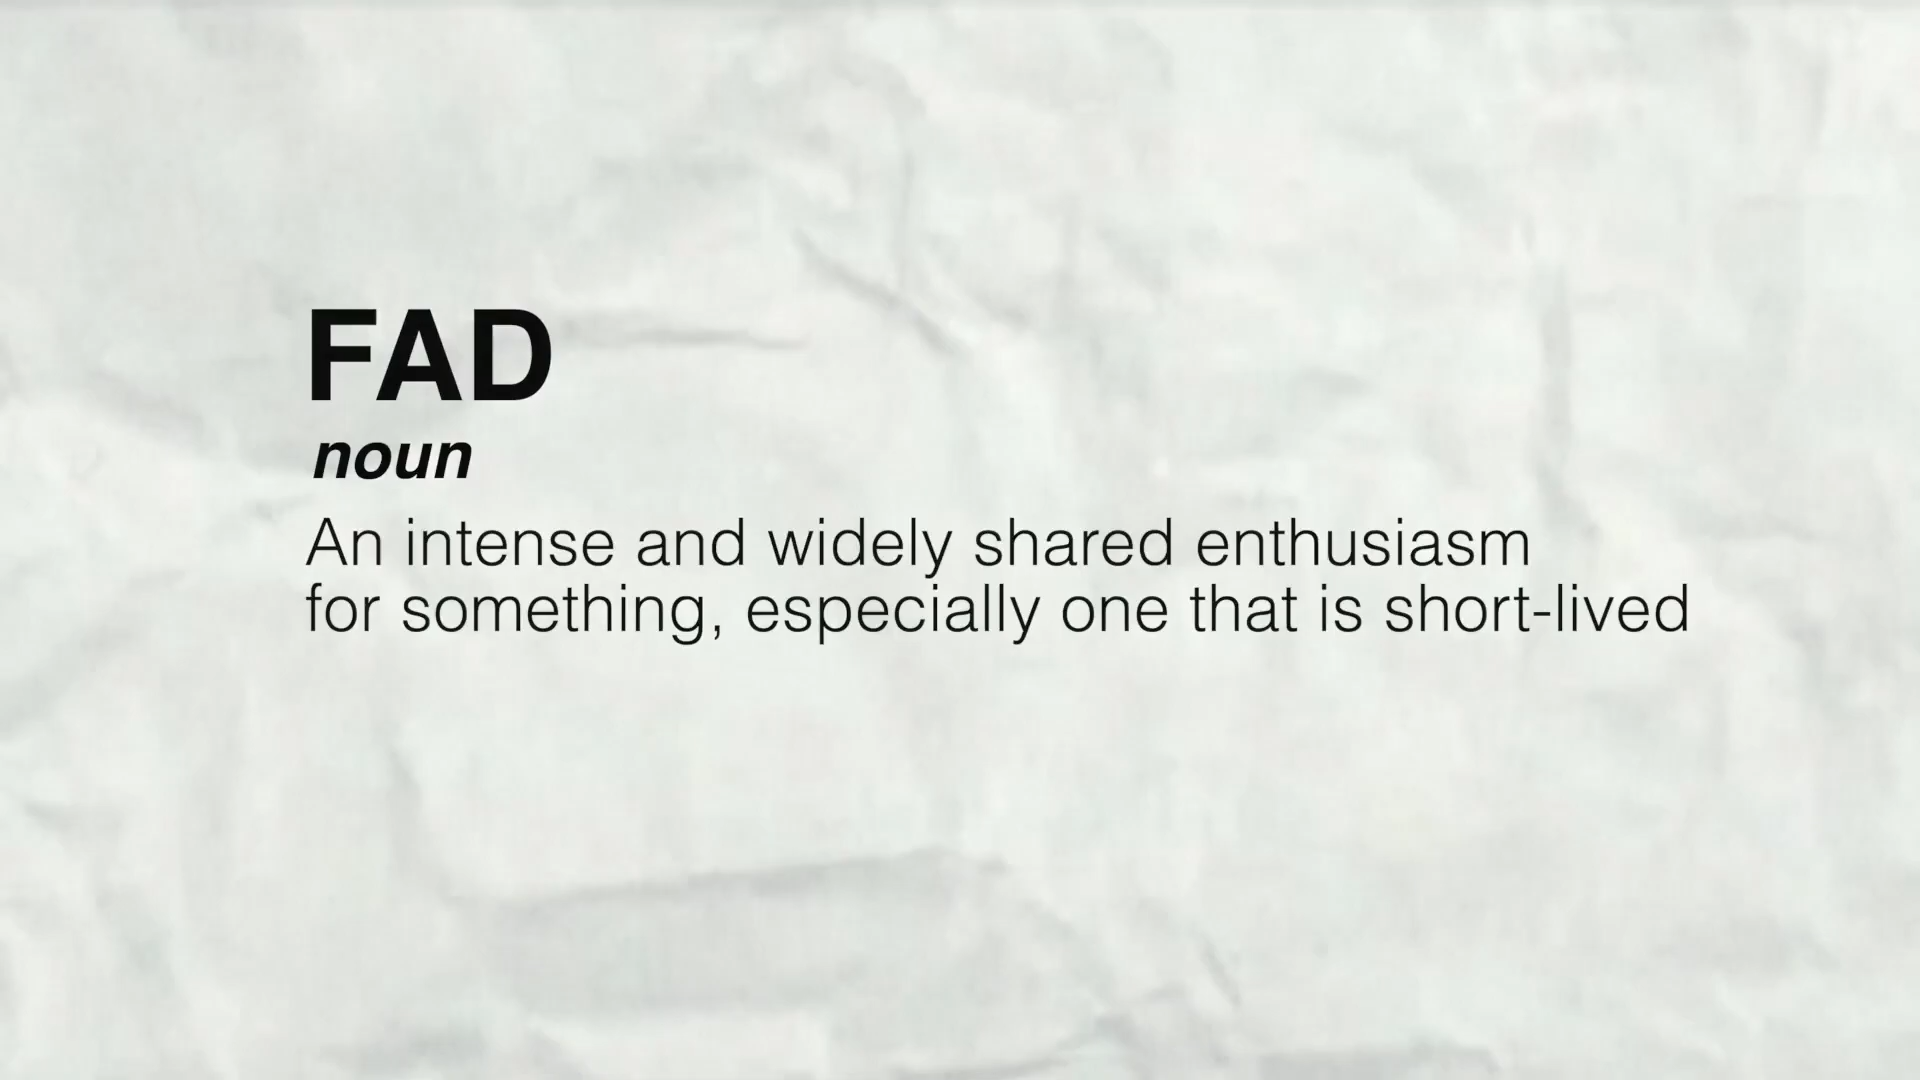 FAD
noun
An intense and widely shared enthusiasm
for something, especially one that is short-lived